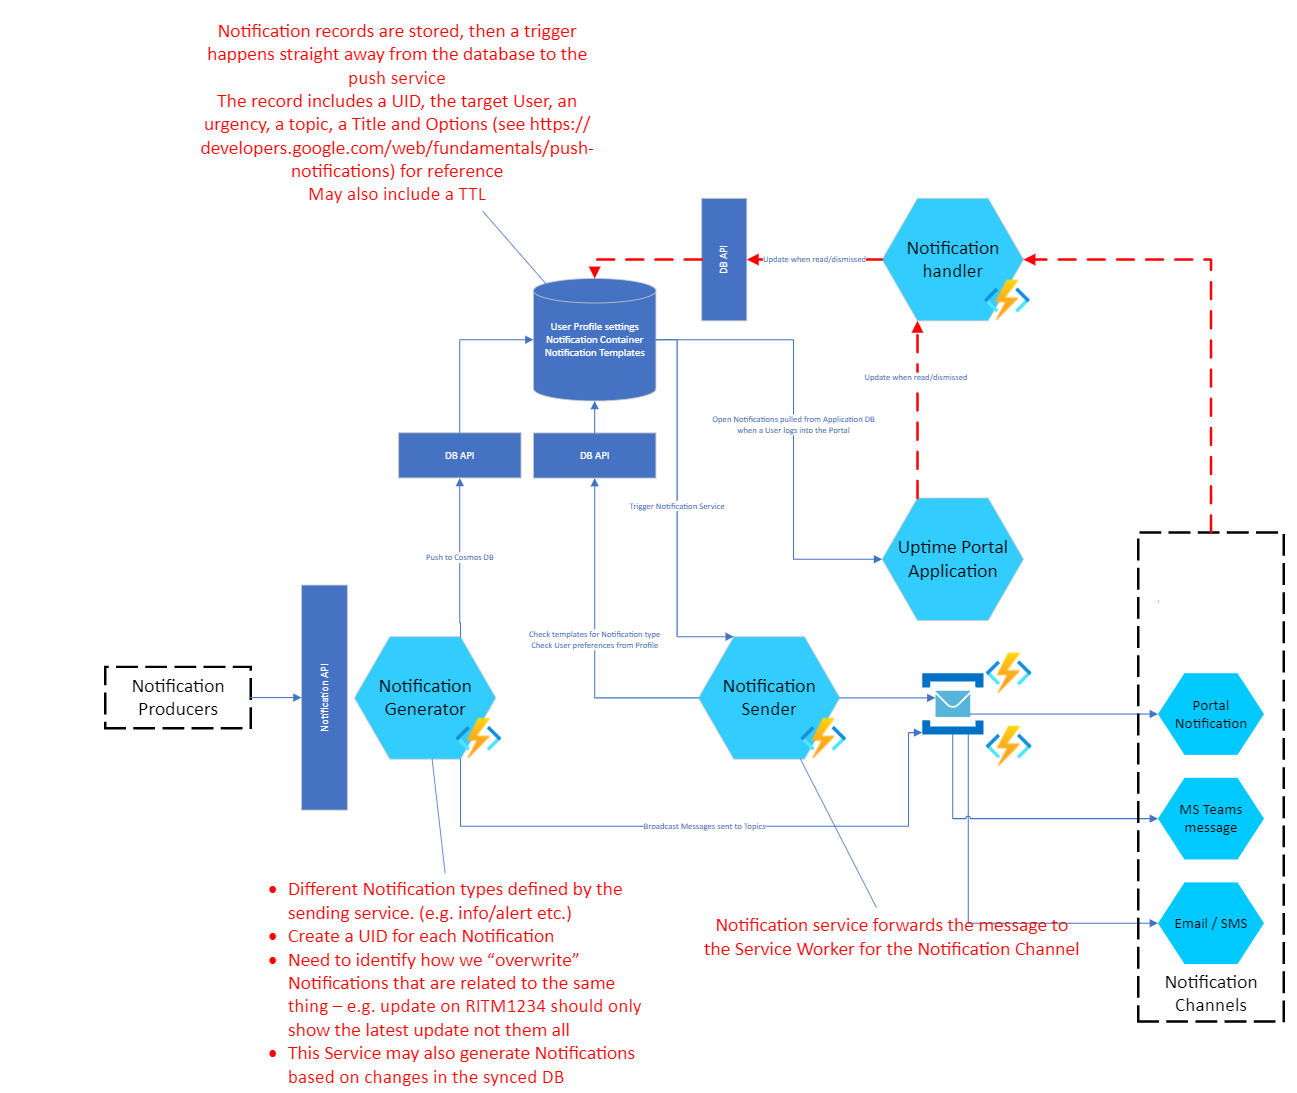 Notification records are stored, then a trigger
happens straight away from the database to the
push service
The record includes a UID, the target User, an
urgency, a topic, a Title and Options (see https://
developers.google.com/web/fundamentals/push-
notifications) for reference
May also include a TTL
DB API
Update when read/dismissed
Notification
handler
User Profile settings
Notification Container
Notification Templates
Update when read/dismissed
Open Notifications pulled from Application DB
when a User logs into the Portal
DB API
DB API
Trigger Notification Service
Uptime Portal
Application
Push to Cosmos DB
Check templates for Notification type
Check User preferences from Profile
Notification
Producers
Notification API
Notification
Generator
Notification
Sender
Portal
Notification
MS Teams
message
Broadcast Messages sent to Topics
Email / SMS
Notification
Channels
• Different Notification types defined by the
sending service. (e.g. info/alert etc.)
• Create a UID for each Notification
• Need to identify how we “overwrite”
Notifications that are related to the same
thing – e.g. update on RITM1234 should only
show the latest update not them all
• This Service may also generate Notifications
based on changes in the synced DB
Notification service forwards the message to
the Service Worker for the Notification Channel